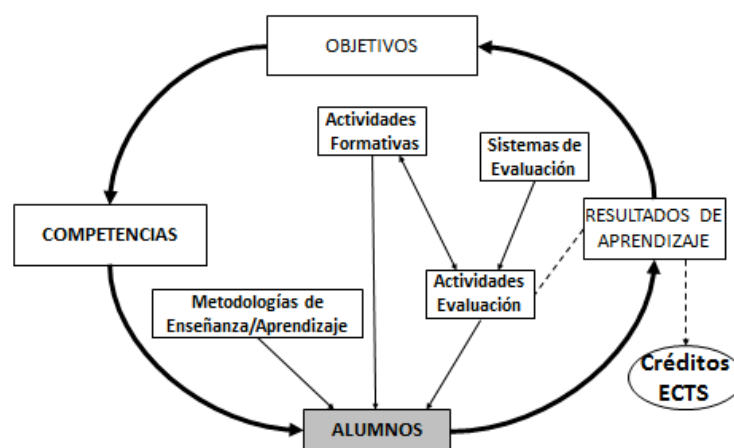 OBJETIVOS
Actividades
Formativas
Sistemas de
Evaluación
COMPETENCIAS
RESULTADOS DE
APRENDIZAJE
Actividades
Evaluación
Metodologías de
Enseñanza/Aprendizaje
Créditos
ECTS
ALUMNOS